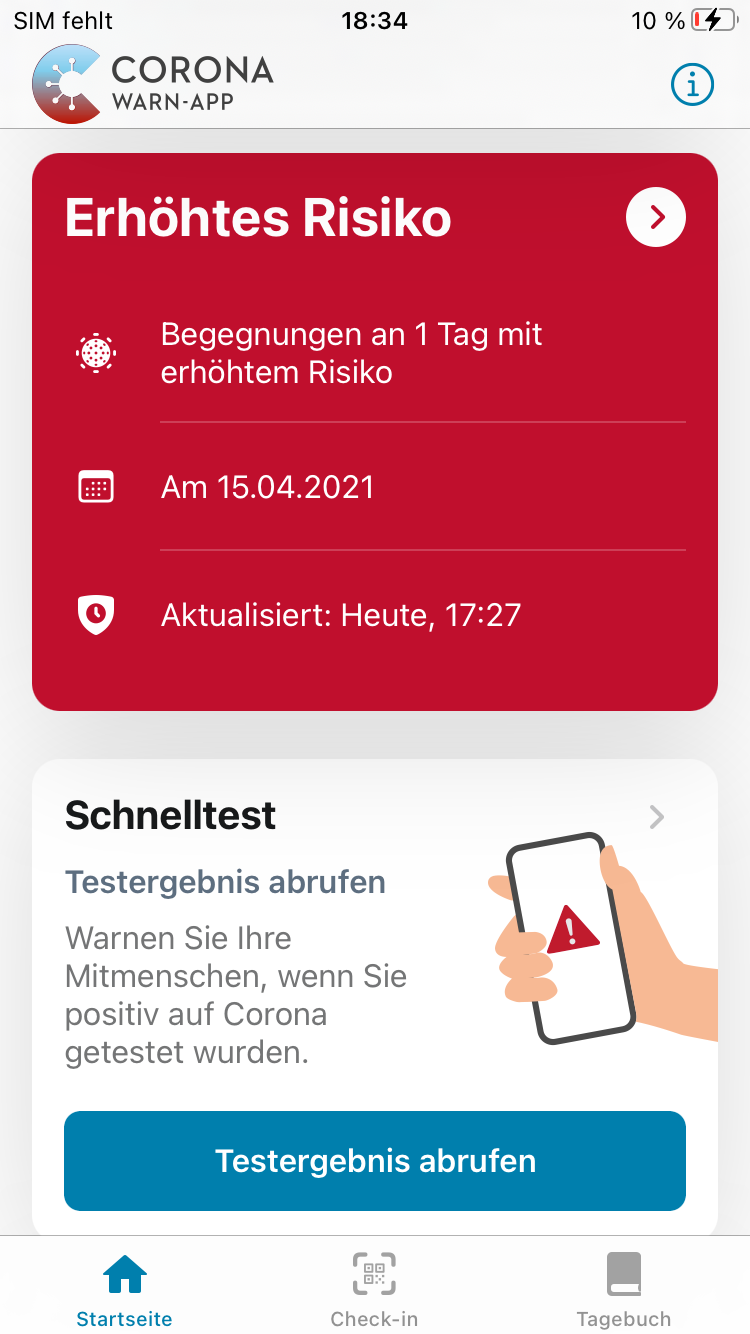 SIM fehlt 18:34 10 %
CORONA
WARN-APP
Erhöhtes Risiko
Begegnungen an 1 Tag mit
erhöhtem Risiko
Am 15.04.2021
Aktualisiert: Heute, 17:27
Schnelltest
Testergebnis abrufen
Warnen Sie Ihre
Mitmenschen, wenn Sie
positiv auf Corona
getestet wurden.
Testergebnis abrufen
Startseite Check-in Tagebuch